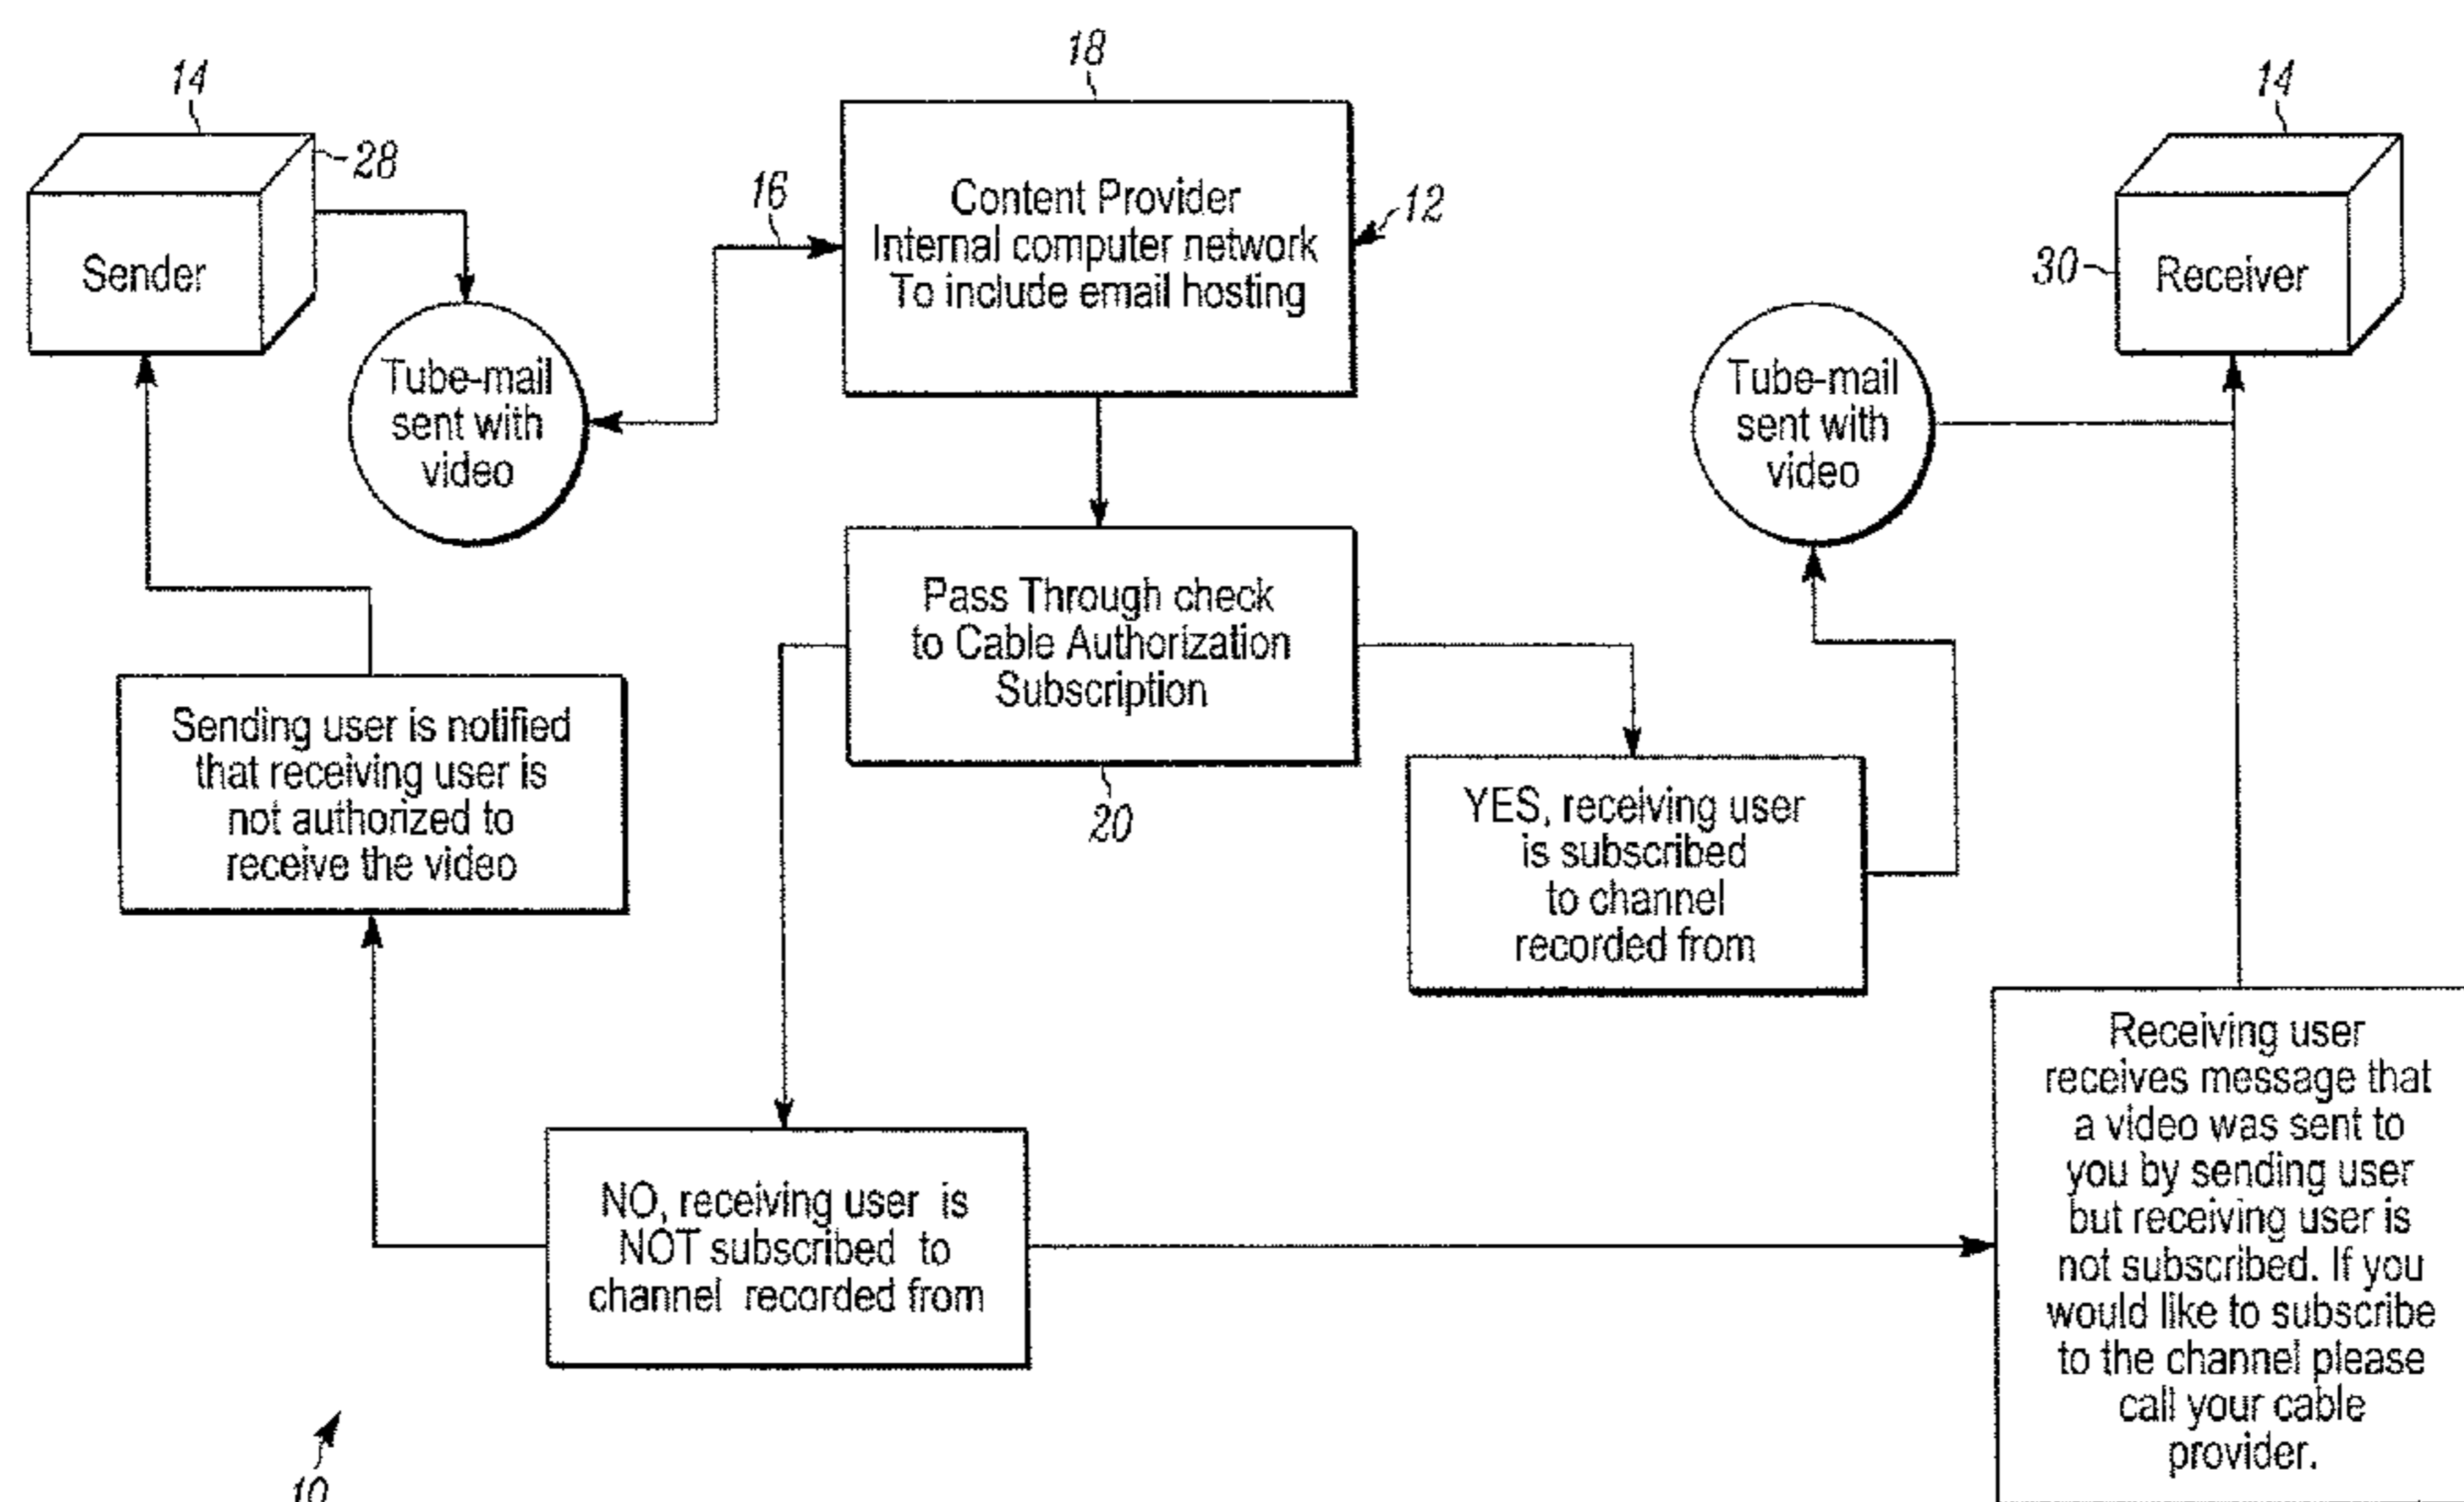 18
14
14
28
Content Provider
Internal computer network
To include email hosting
16
12
Sender
30
Receiver
Tube-mail
sent with
video
Tube-mail
sent with
video
Pass Through check
to Cable Authorization
Subscription
20
Sending user is notified
that receiving user is
not authorized to
receive the video
YES, receiving user
is subscribed
to channel
recorded from
NO, receiving user is
NOT subscribed to
channel recorded from
Receiving user
receives message that
a video was sent to
you by sending user
but receiving user is
not subscribed. If you
would like to subscribe
to the channel please
call your cable
provider.
10